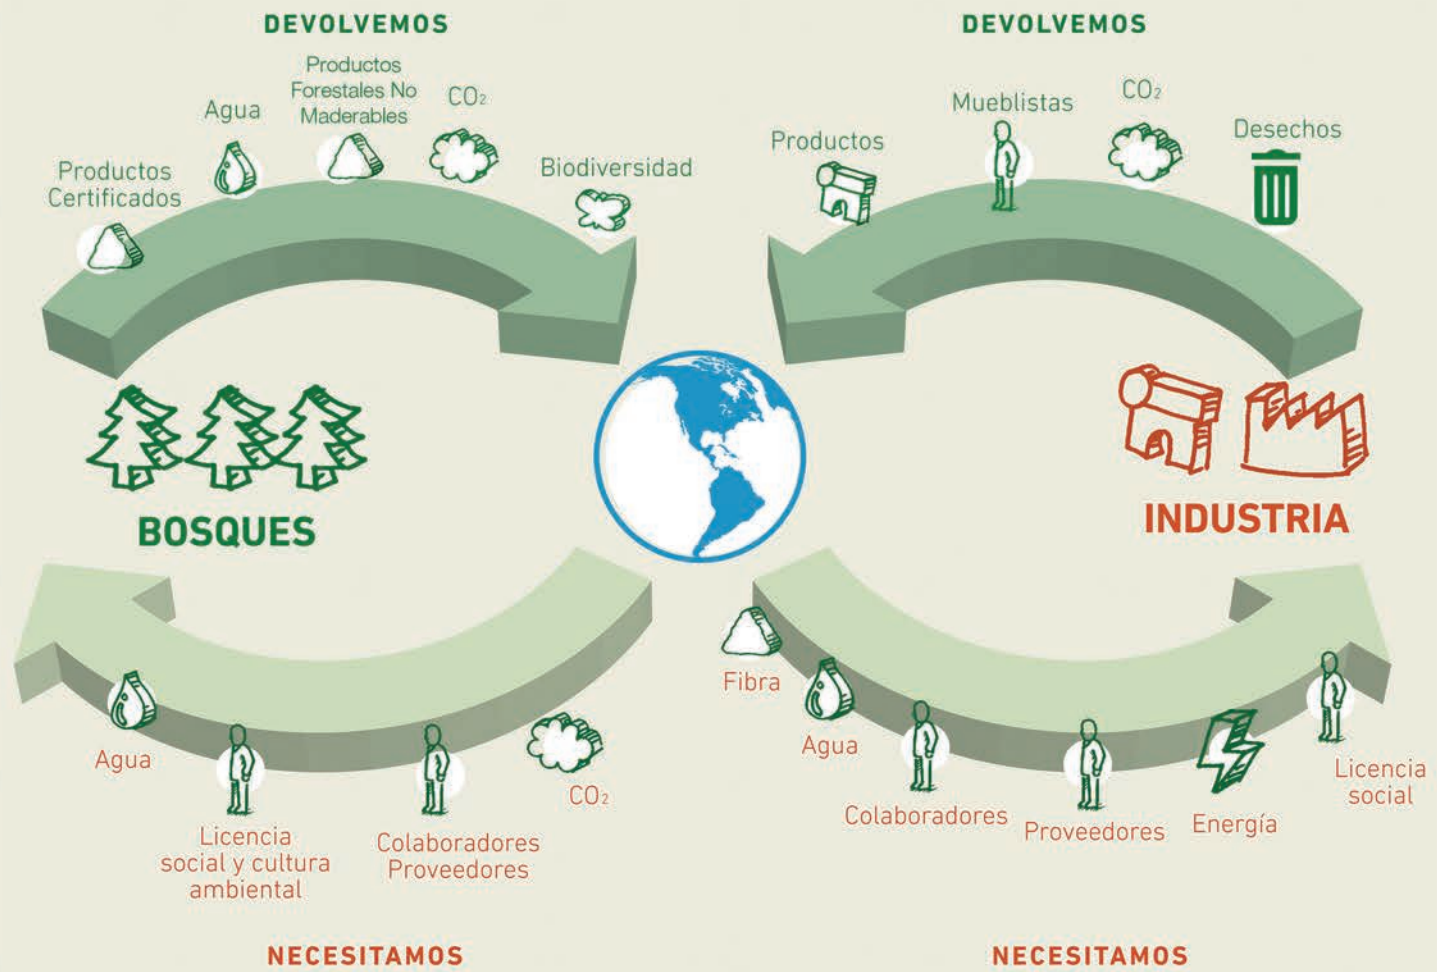 DEVOLVEMOS
Productos
Forestales No
Maderables
CO₂
Agua
Productos
Certificados
Biodiversidad
BOSQUES
Agua
Licencia
social y cultura
ambiental
Colaboradores
Proveedores
CO₂
NECESITAMOS
DEVOLVEMOS
Productos
Mueblistas
CO₂
Desechos
INDUSTRIA
Fibra
Agua
Colaboradores
Proveedores
Energía
Licencia
social
NECESITAMOS